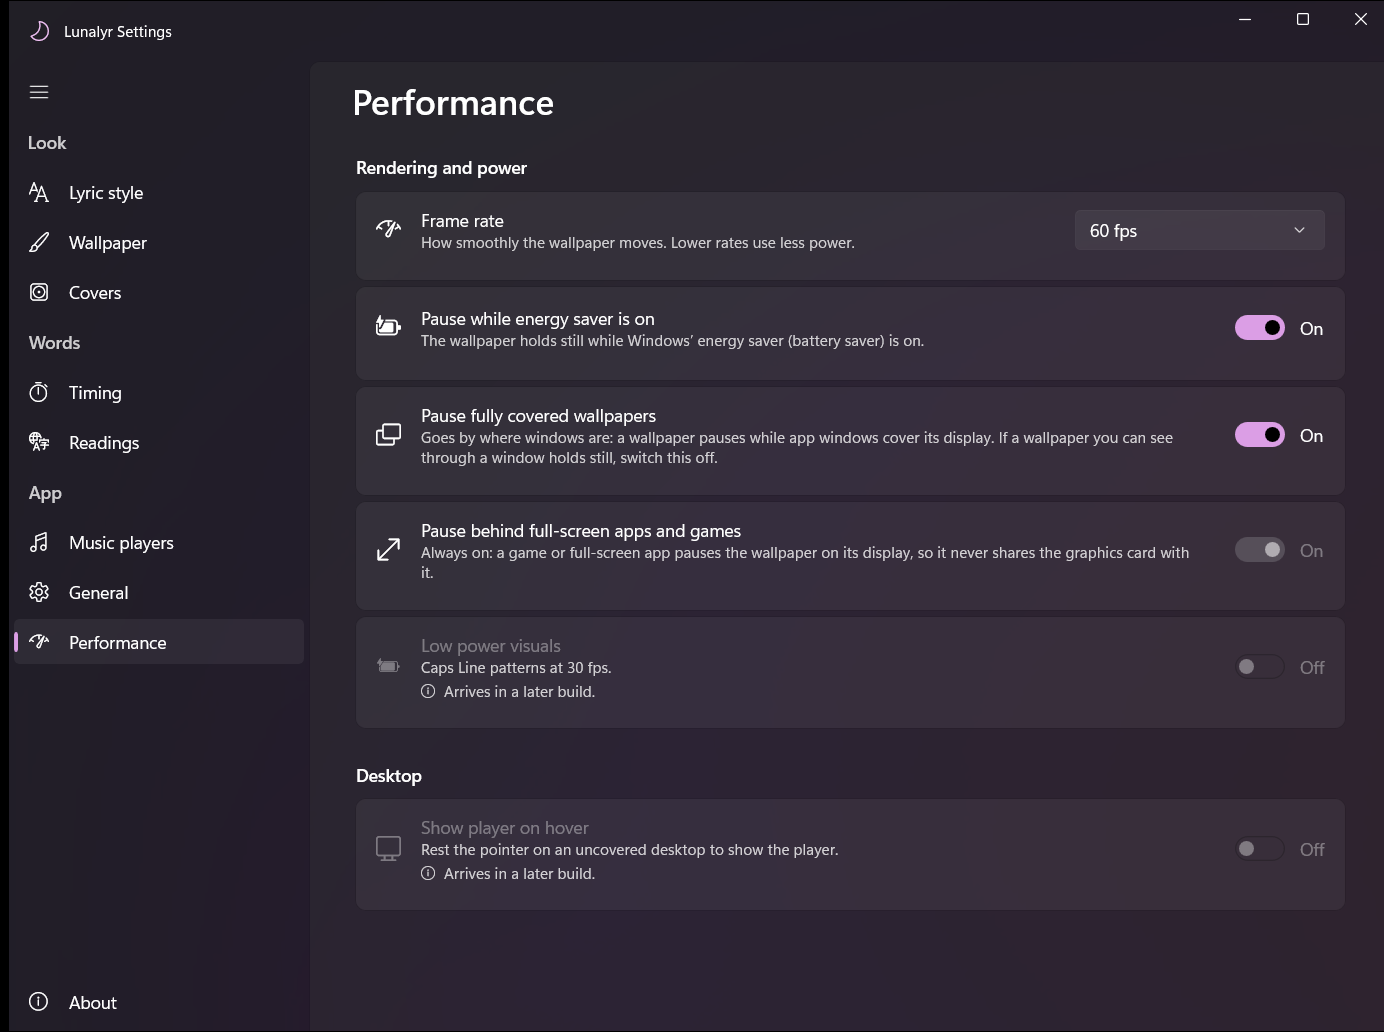 Lunalyr Settings
Look
Lyric style
Wallpaper
Covers
Words
Timing
Readings
App
Music players
General
Performance
About
Performance
Rendering and power
Frame rate
How smoothly the wallpaper moves. Lower rates use less power.
60 fps
Pause while energy saver is on
The wallpaper holds still while Windows’ energy saver (battery saver) is on.
On
Pause fully covered wallpapers
Goes by where windows are: a wallpaper pauses while app windows cover its display. If a wallpaper you can see
through a window holds still, switch this off.
On
Pause behind full-screen apps and games
Always on: a game or full-screen app pauses the wallpaper on its display, so it never shares the graphics card with
it.
On
Low power visuals
Caps Line patterns at 30 fps.
Arrives in a later build.
Off
Desktop
Show player on hover
Rest the pointer on an uncovered desktop to show the player.
Arrives in a later build.
Off